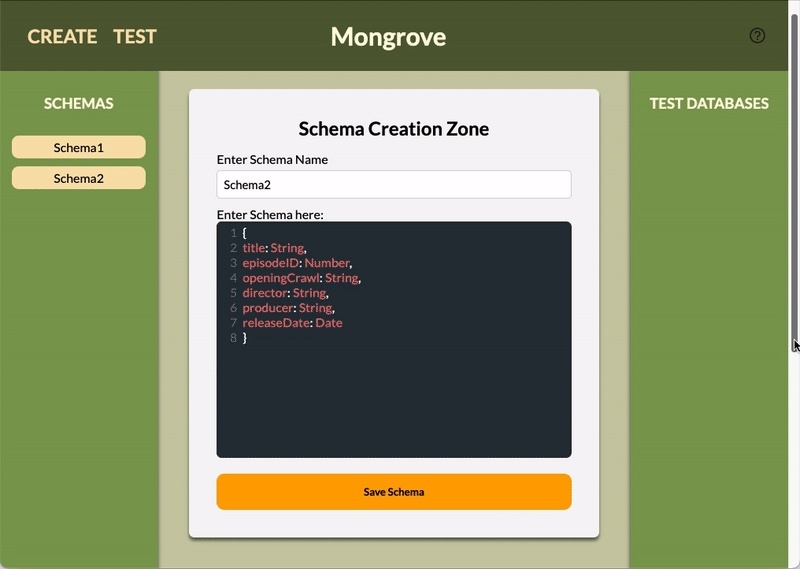 CREATE TEST
Mongrove
?
SCHEMAS
Schema1
Schema2
Schema Creation Zone
Enter Schema Name
Schema2
Enter Schema here:
1 {
2 title: String,
3 episodeID: Number,
4 openingCrawl: String,
5 director: String,
6 producer: String,
7 releaseDate: Date
8 }
Save Schema
TEST DATABASES